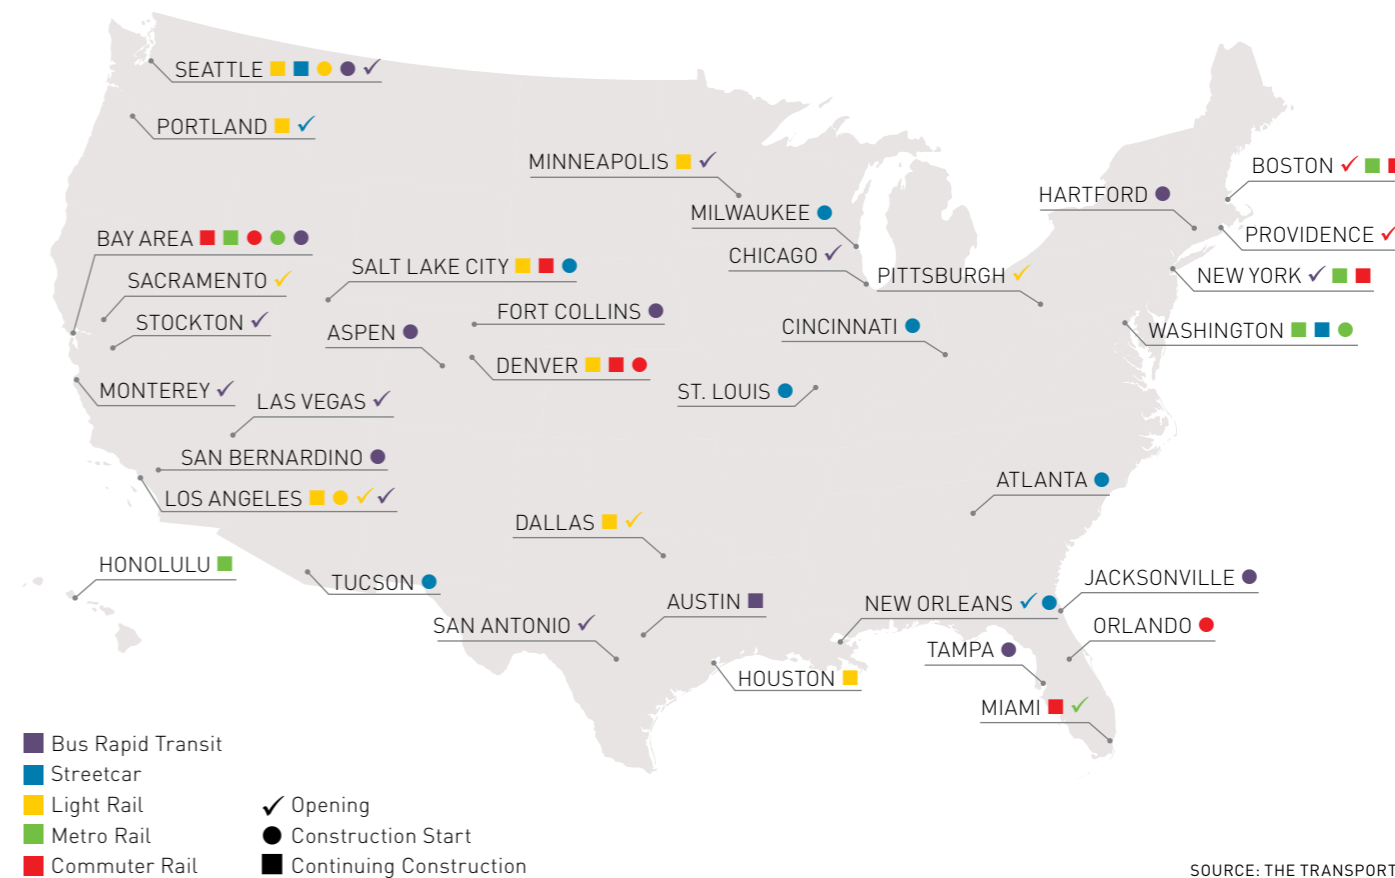 SEATTLE
PORTLAND
MINNEAPOLIS
BOSTON
HARTFORD
MILWAUKEE
PROVIDENCE
BAY AREA
CHICAGO
SALT LAKE CITY
PITTSBURGH
NEW YORK
SACRAMENTO
FORT COLLINS
STOCKTON
ASPEN
CINCINNATI
WASHINGTON
DENVER
MONTEREY
ST. LOUIS
LAS VEGAS
SAN BERNARDINO
ATLANTA
LOS ANGELES
DALLAS
HONOLULU
TUCSON
JACKSONVILLE
AUSTIN
NEW ORLEANS
SAN ANTONIO
ORLANDO
TAMPA
HOUSTON
MIAMI
Bus Rapid Transit
Streetcar
Light Rail
Metro Rail
Commuter Rail
Opening
Construction Start
Continuing Construction
SOURCE: THE TRANSPORT